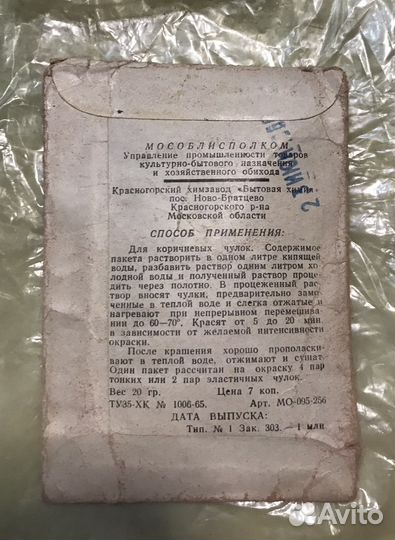 МОСОБЛИСПОЛКОМ
Управление промышленности товаров
культурно-бытового назначения
и хозяйственного обихода
Красногорский химзавод «Бытовая химия»
пос. Ново-Братцево
Красногорского р-на
Московской области
СПОСОБ ПРИМЕНЕНИЯ:
Для коричневых чулок. Содержимое
пакета растворить в одном литре кипящей
воды, разбавить раствор одним литром хо-
лодной воды и полученный раствор проце-
дить через полотно. В процеженный рас-
твор вносят чулки, предварительно замо-
ченные в теплой воде и слегка отжатые и
нагревают при непрерывном перемешива-
нии до 60—70°. Красят от 5 до 20 мин.
в зависимости от желаемой интенсивности
окраски.
После крашения хорошо прополаски-
вают в теплой воде, отжимают и сушат.
Один пакет рассчитан на окраску 4 пар
тонких или 2 пар эластичных чулок.
Вес 20 гр. Цена 7 коп.
ТУ35-ХК № 1006-65. Арт. МО-095-256
ДАТА ВЫПУСКА:
Тип. № 1 Зак. 303. — 1 млн
Avito